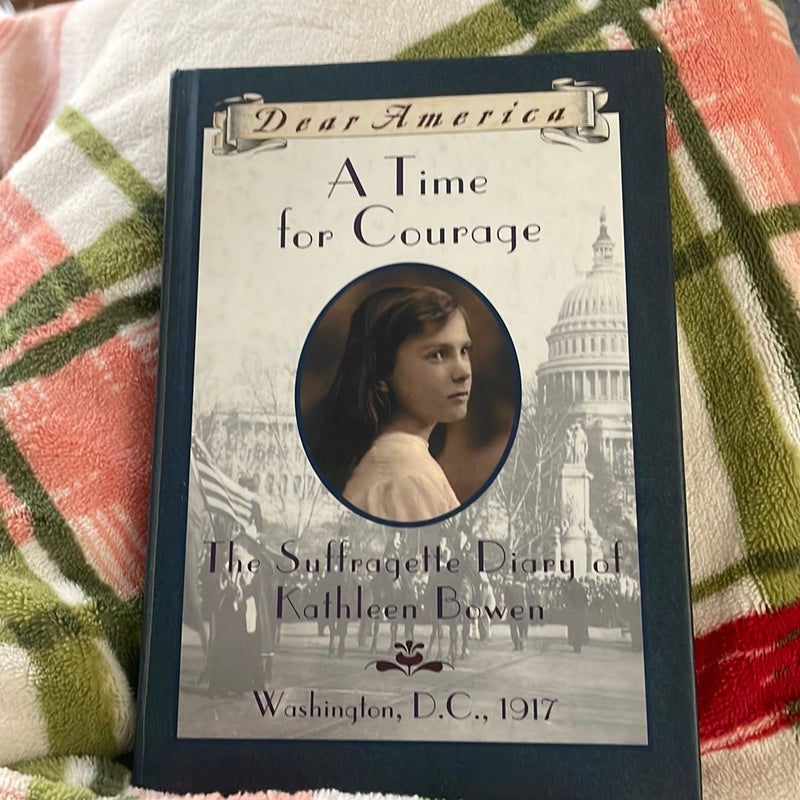 Dear America
A Time
for Courage
The Suffragette Diary of
Kathleen Bowen
Washington, D.C., 1917